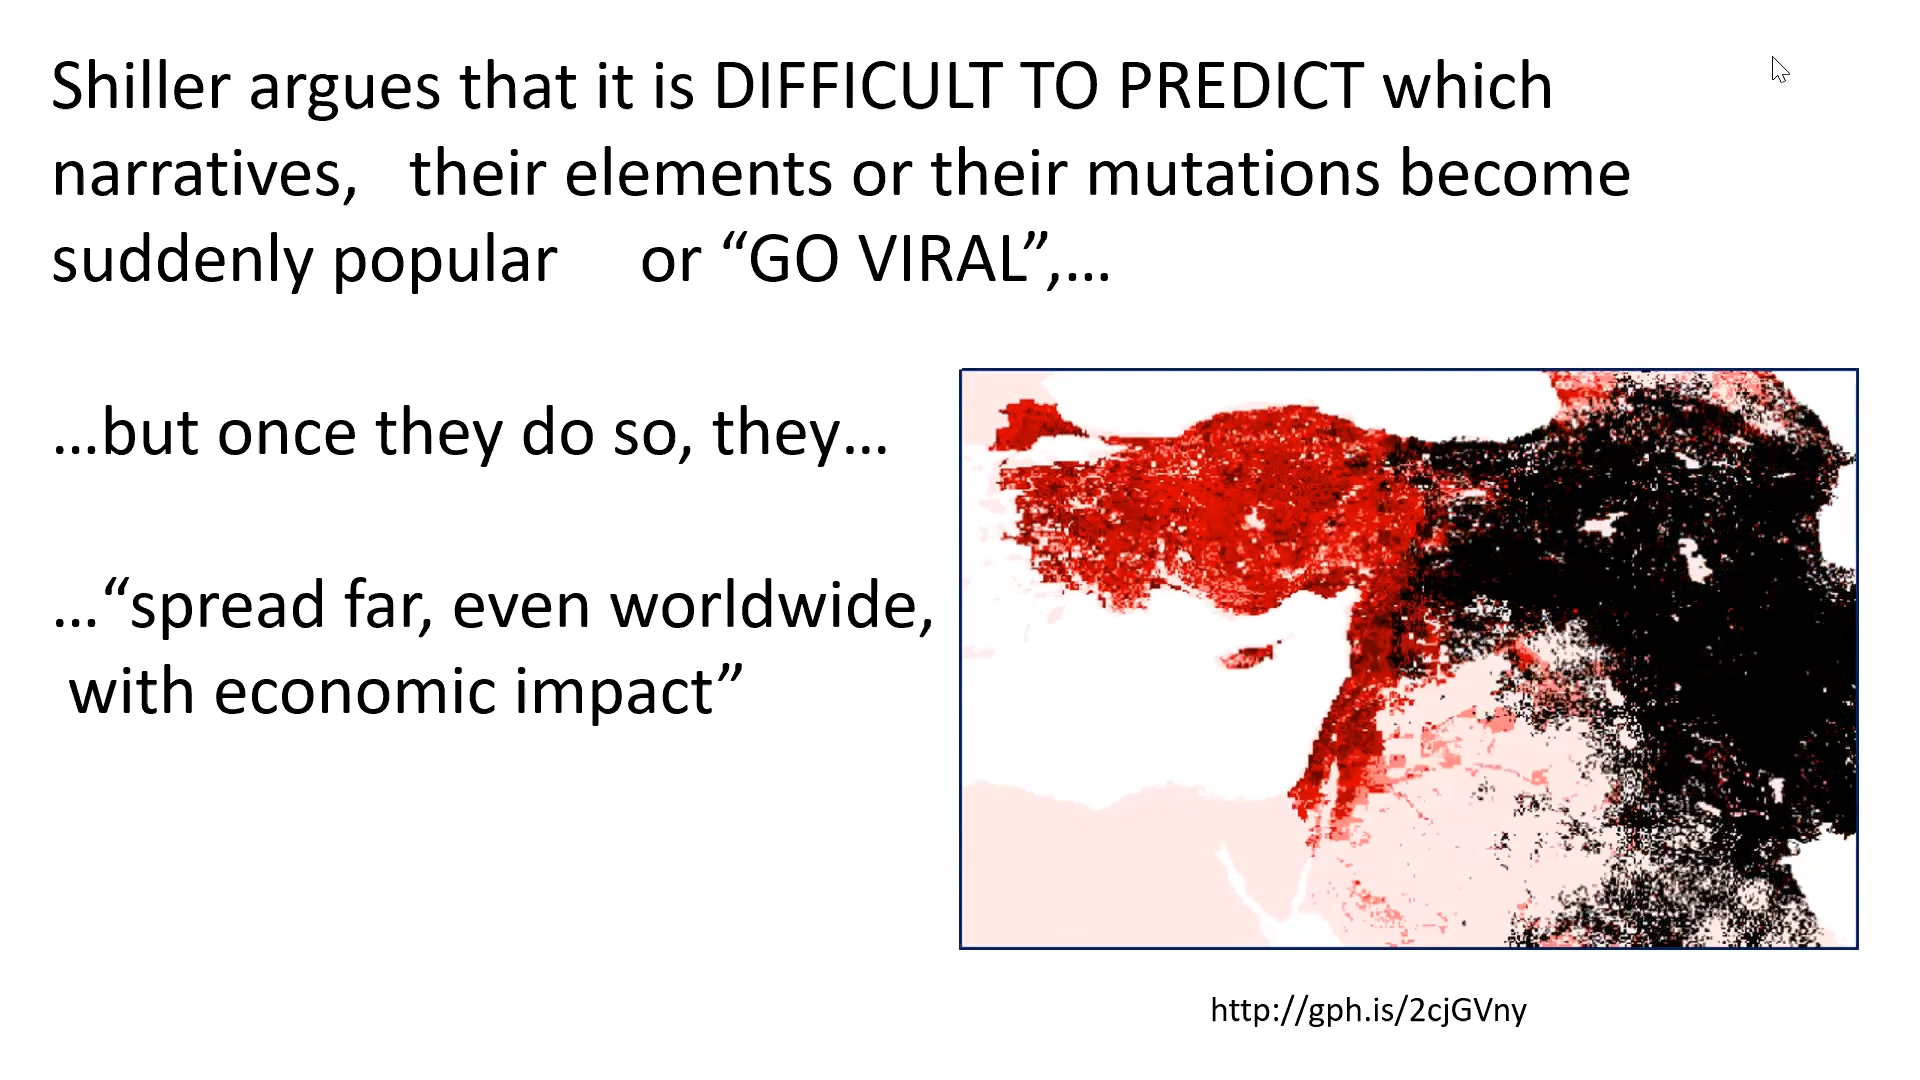 Shiller argues that it is DIFFICULT TO PREDICT which
narratives,   their elements or their mutations become
suddenly popular     or “GO VIRAL”,…
…but once they do so, they…
…“spread far, even worldwide,
with economic impact”
http://gph.is/2cjGVny